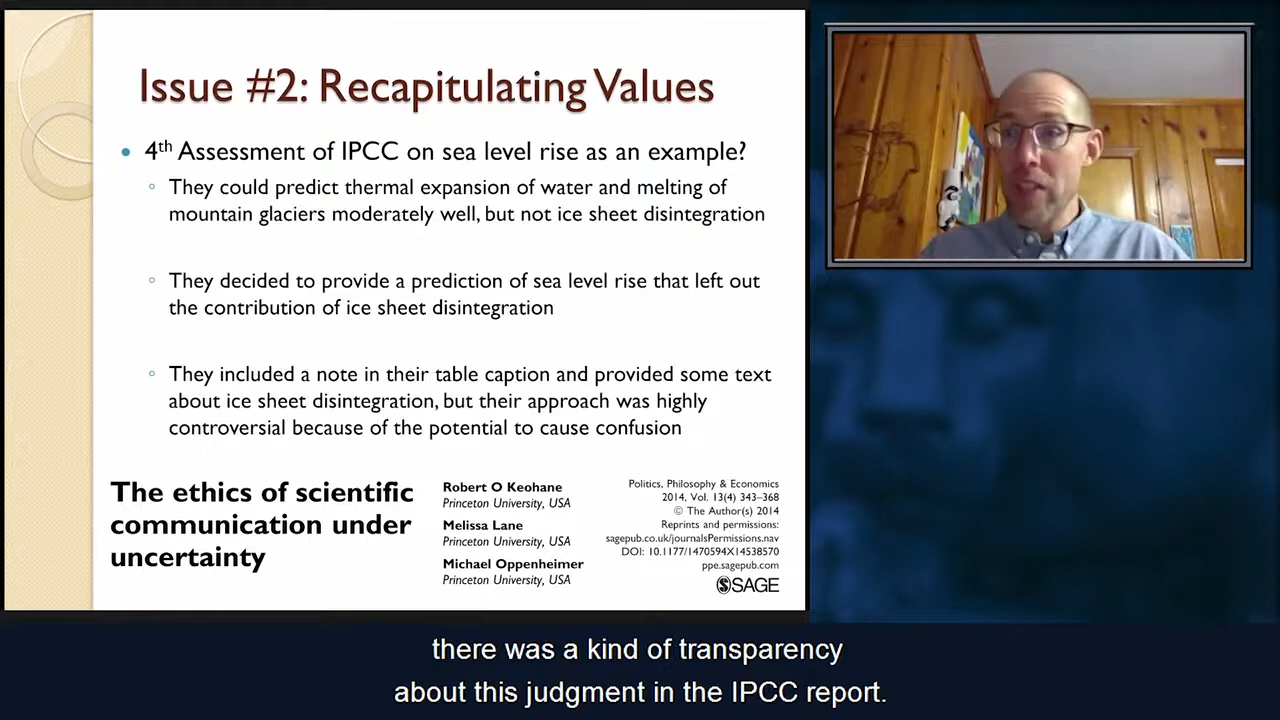 Issue #2: Recapitulating Values
• 4th Assessment of IPCC on sea level rise as an example?
◦ They could predict thermal expansion of water and melting of
mountain glaciers moderately well, but not ice sheet disintegration
◦ They decided to provide a prediction of sea level rise that left out
the contribution of ice sheet disintegration
◦ They included a note in their table caption and provided some text
about ice sheet disintegration, but their approach was highly
controversial because of the potential to cause confusion
The ethics of scientific
communication under
uncertainty
Robert O Keohane
Princeton University, USA
Melissa Lane
Princeton University, USA
Michael Oppenheimer
Princeton University, USA
Politics, Philosophy & Economics
2014, Vol. 13(4) 343–368
© The Author(s) 2014
Reprints and permissions:
sagepub.co.uk/journalsPermissions.nav
DOI: 10.1177/1470594X14538570
ppe.sagepub.com
SAGE
there was a kind of transparency
about this judgment in the IPCC report.